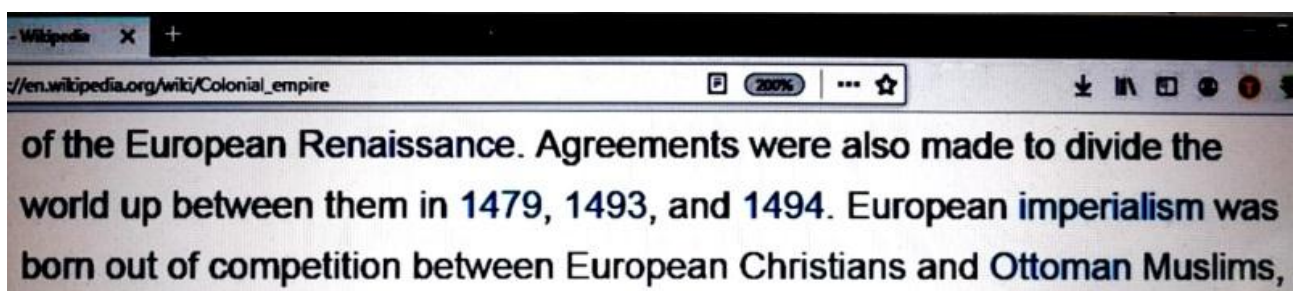 - Wikipedia
://en.wikipedia.org/wiki/Colonial_empire 200%
of the European Renaissance. Agreements were also made to divide the
world up between them in 1479, 1493, and 1494. European imperialism was
born out of competition between European Christians and Ottoman Muslims,